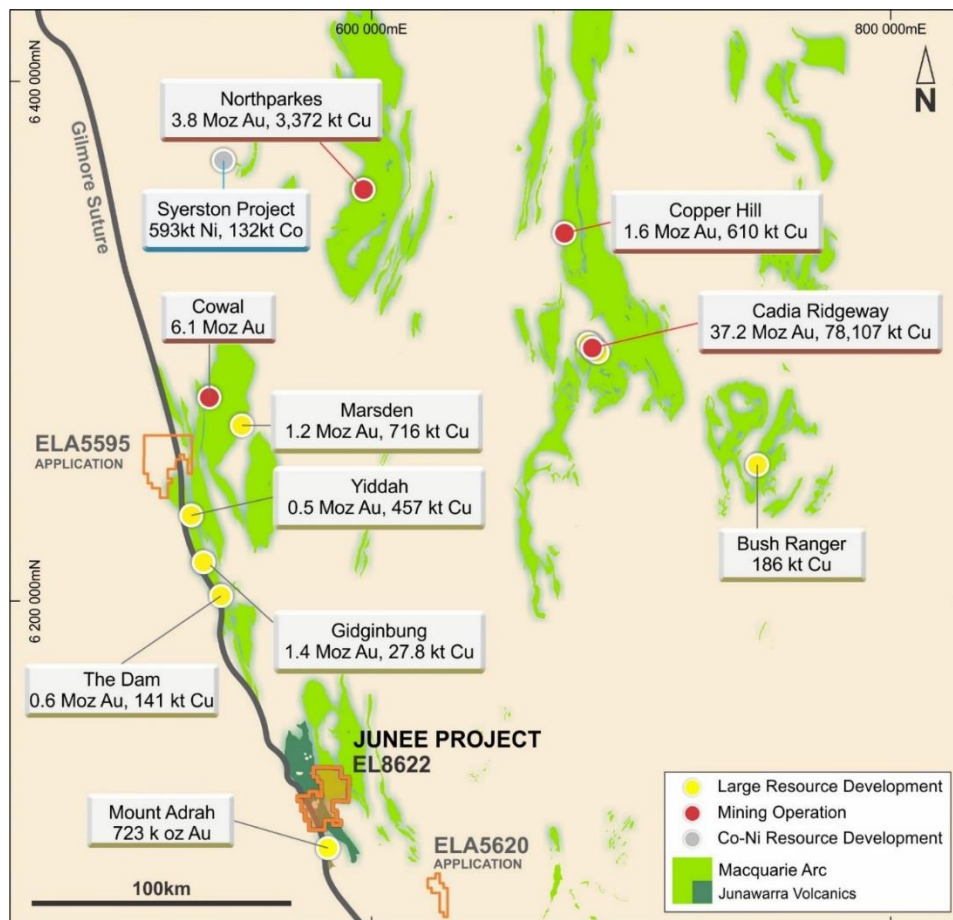 600 000mE
800 000mE
6 400 000mN
N
Gilmore Suture
Northparkes
3.8 Moz Au, 3,372 kt Cu
Syerston Project
593kt Ni, 132kt Co
Copper Hill
1.6 Moz Au, 610 kt Cu
Cowal
6.1 Moz Au
Cadia Ridgeway
37.2 Moz Au, 78,107 kt Cu
Marsden
1.2 Moz Au, 716 kt Cu
ELA5595
APPLICATION
Yiddah
0.5 Moz Au, 457 kt Cu
Bush Ranger
186 kt Cu
6 200 000mN
Gidginbung
1.4 Moz Au, 27.8 kt Cu
The Dam
0.6 Moz Au, 141 kt Cu
JUNEE PROJECT
EL8622
Mount Adrah
723 k oz Au
ELA5620
APPLICATION
100km
Large Resource Development
Mining Operation
Co-Ni Resource Development
Macquarie Arc
Junawarra Volcanics